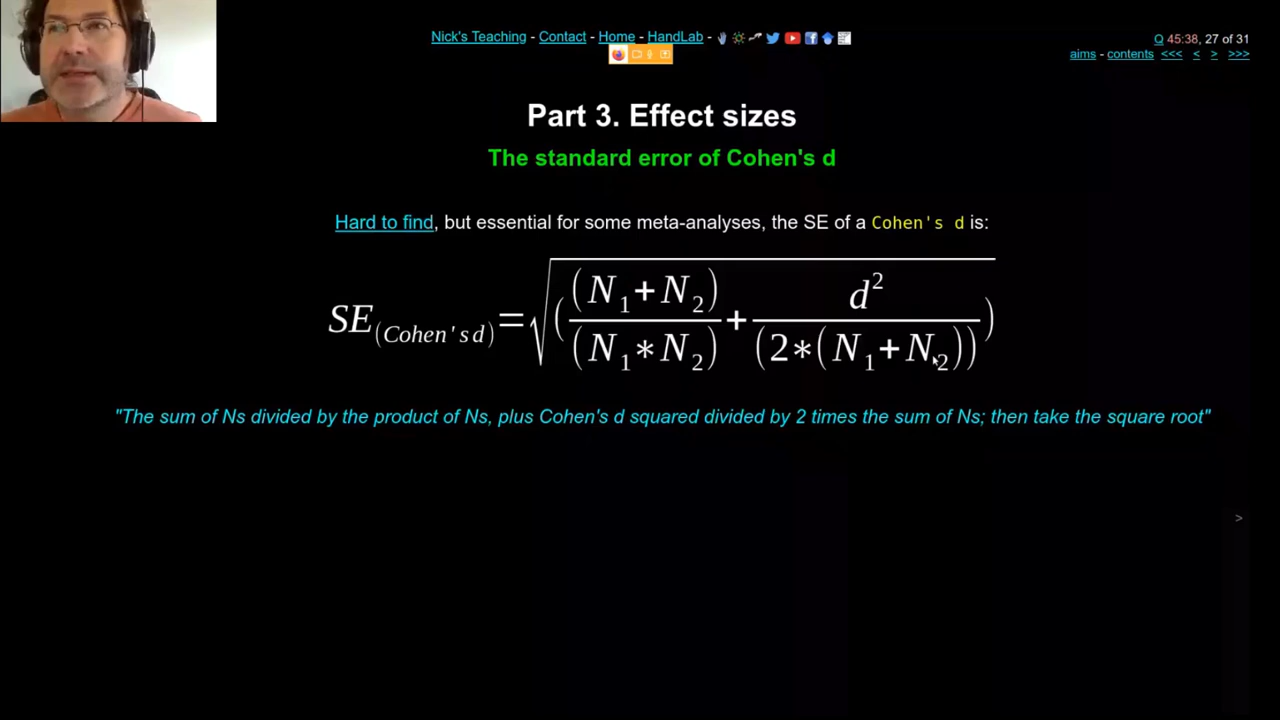 Nick's Teaching - Contact - Home - HandLab -
Q 45:38, 27 of 31
aims - contents <<< < > >>>
Part 3. Effect sizes
The standard error of Cohen's d
Hard to find, but essential for some meta-analyses, the SE of a Cohen's d is:
SE(Cohen's d) = √((N1+N2)/(N1*N2) + d²/(2*(N1+N2)))
"The sum of Ns divided by the product of Ns, plus Cohen's d squared divided by 2 times the sum of Ns; then take the square root"
>